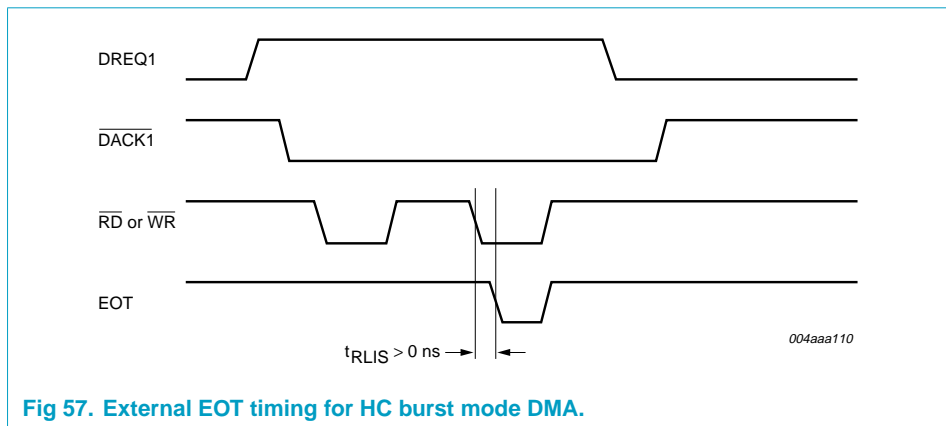 DREQ1
DACK1
RD or WR
EOT
tRLIS > 0 ns
004aaa110
Fig 57. External EOT timing for HC burst mode DMA.